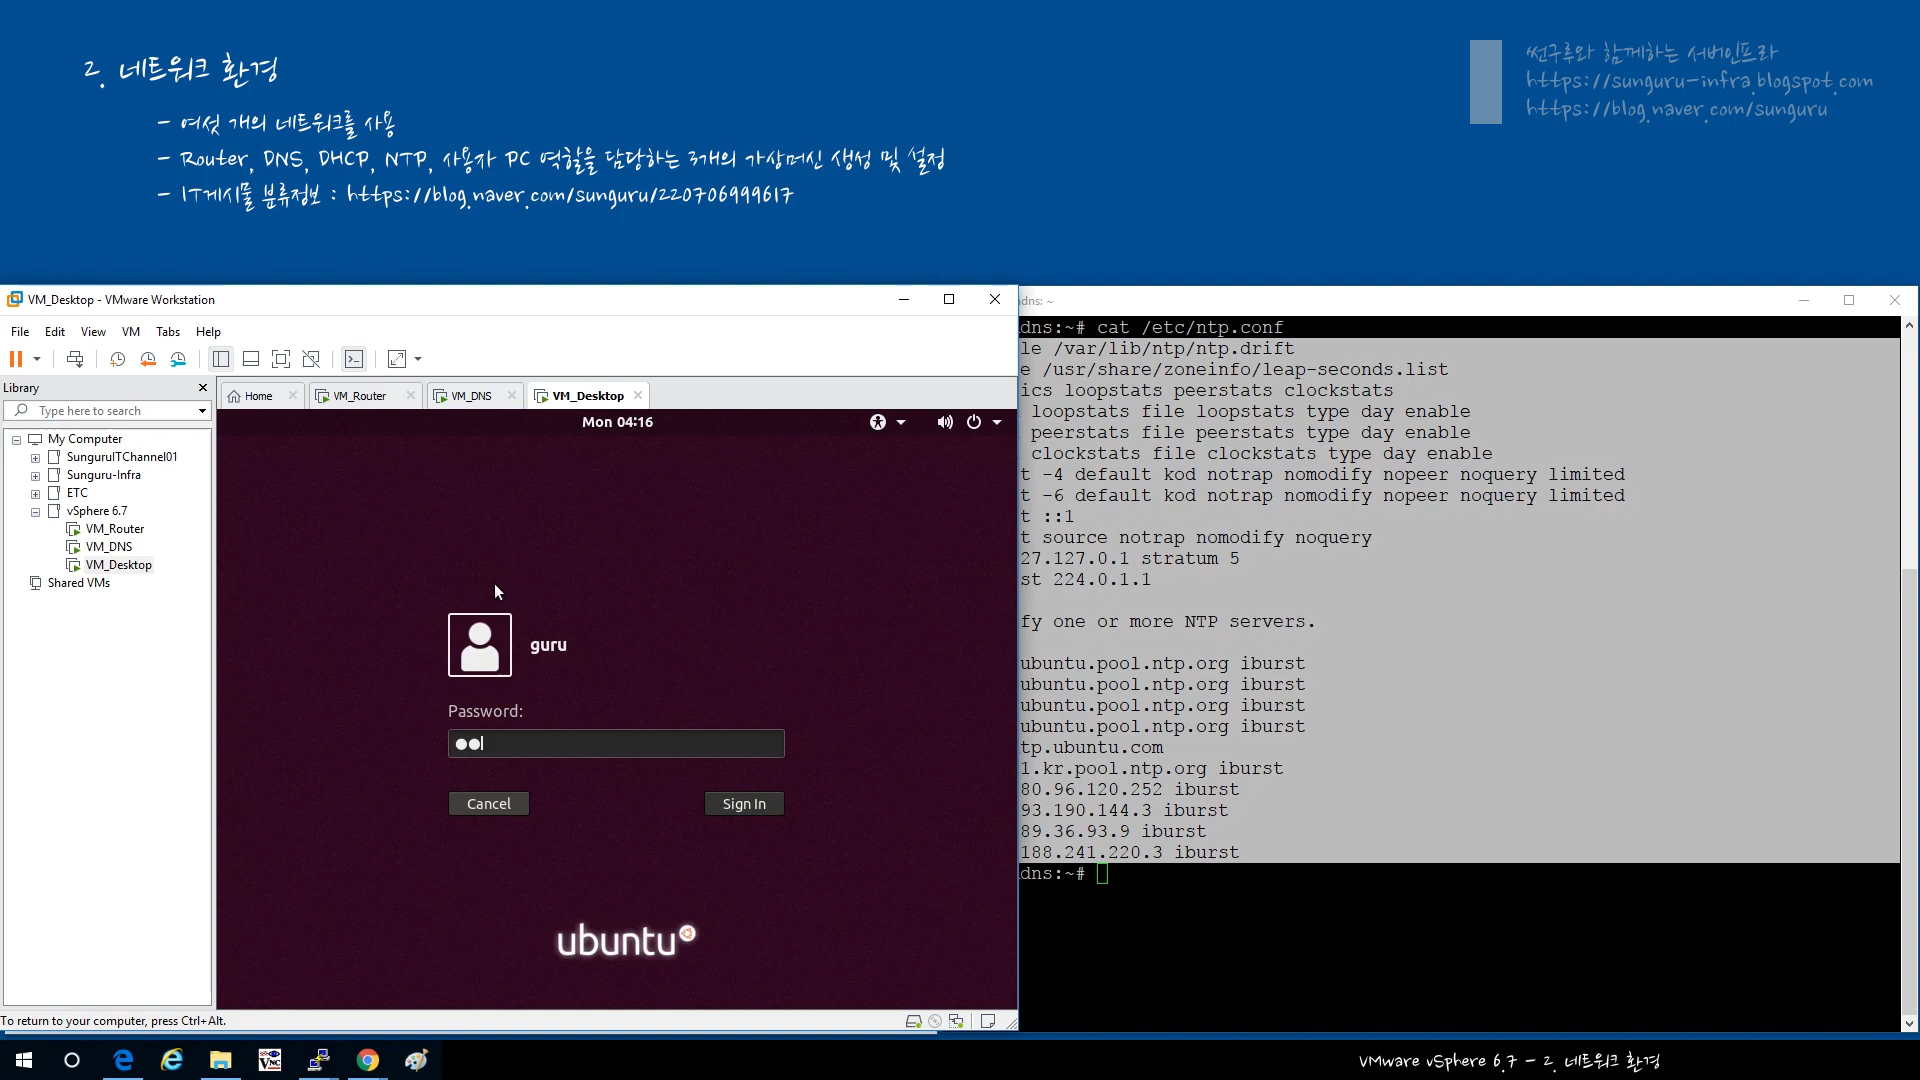 2. 네트워크 환경
- 여섯 개의 네트워크를 사용
- Router, DNS, DHCP, NTP, 사용자 PC 역할을 담당하는 3개의 가상머신 생성 및 설정
- IT게시물 분류정보 : https://blog.naver.com/sunguru/220706999617
썬구루와 함께하는 서버인프라
https://sunguru-infra.blogspot.com
https://blog.naver.com/sunguru
VM_Desktop - VMware Workstation
File Edit View VM Tabs Help
Library
Type here to search
My Computer
SunguruITChannel01
Sunguru-Infra
ETC
vSphere 6.7
VM_Router
VM_DNS
VM_Desktop
Shared VMs
Home VM_Router VM_DNS VM_Desktop
Mon 04:16
guru
Password:
Cancel Sign In
ubuntu
To return to your computer, press Ctrl+Alt.
dns: ~
dns:~# cat /etc/ntp.conf
le /var/lib/ntp/ntp.drift
e /usr/share/zoneinfo/leap-seconds.list
ics loopstats peerstats clockstats
loopstats file loopstats type day enable
peerstats file peerstats type day enable
clockstats file clockstats type day enable
t -4 default kod notrap nomodify nopeer noquery limited
t -6 default kod notrap nomodify nopeer noquery limited
t ::1
t source notrap nomodify noquery
27.127.0.1 stratum 5
st 224.0.1.1
fy one or more NTP servers.
ubuntu.pool.ntp.org iburst
ubuntu.pool.ntp.org iburst
ubuntu.pool.ntp.org iburst
ubuntu.pool.ntp.org iburst
tp.ubuntu.com
1.kr.pool.ntp.org iburst
80.96.120.252 iburst
93.190.144.3 iburst
89.36.93.9 iburst
188.241.220.3 iburst
dns:~#
VMware vSphere 6.7 - 2. 네트워크 환경